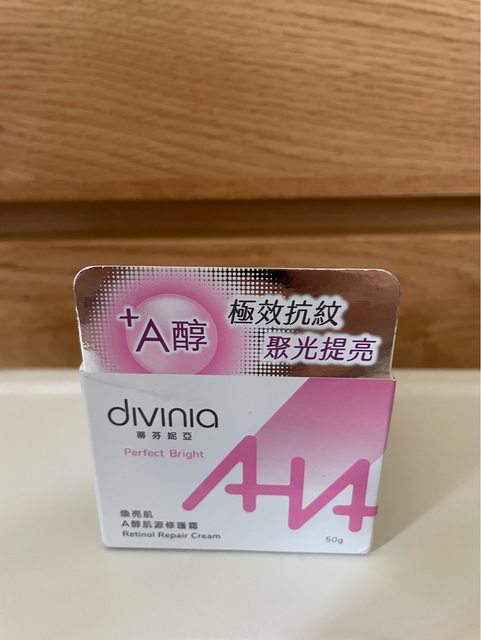 +A醇
極效抗紋
聚光提亮
divinia
蒂芬妮亞
Perfect Bright
AHA
煥亮肌
A醇肌源修護霜
Retinol Repair Cream
50g